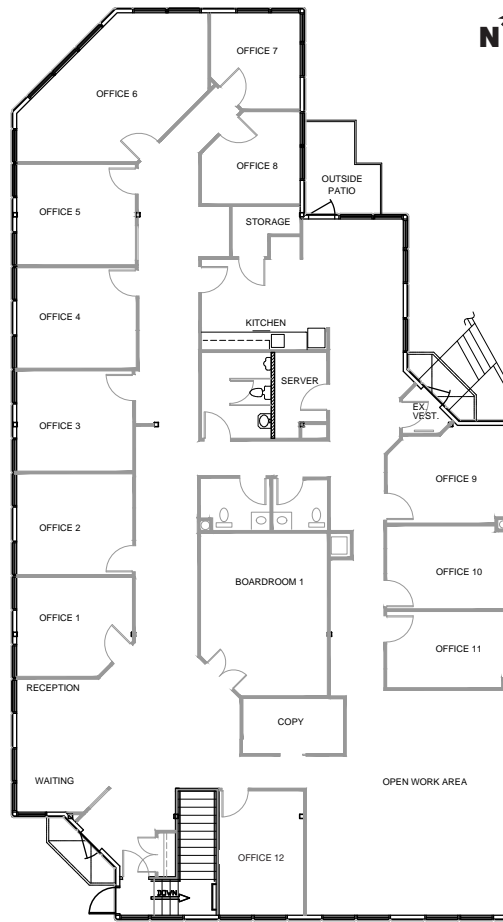 N
OFFICE 7
OFFICE 6
OFFICE 8
OUTSIDE
PATIO
OFFICE 5
STORAGE
OFFICE 4
KITCHEN
SERVER
EX.
VEST.
OFFICE 3
OFFICE 9
OFFICE 2
OFFICE 10
BOARDROOM 1
OFFICE 1
OFFICE 11
RECEPTION
COPY
WAITING
OPEN WORK AREA
OFFICE 12
DOWN